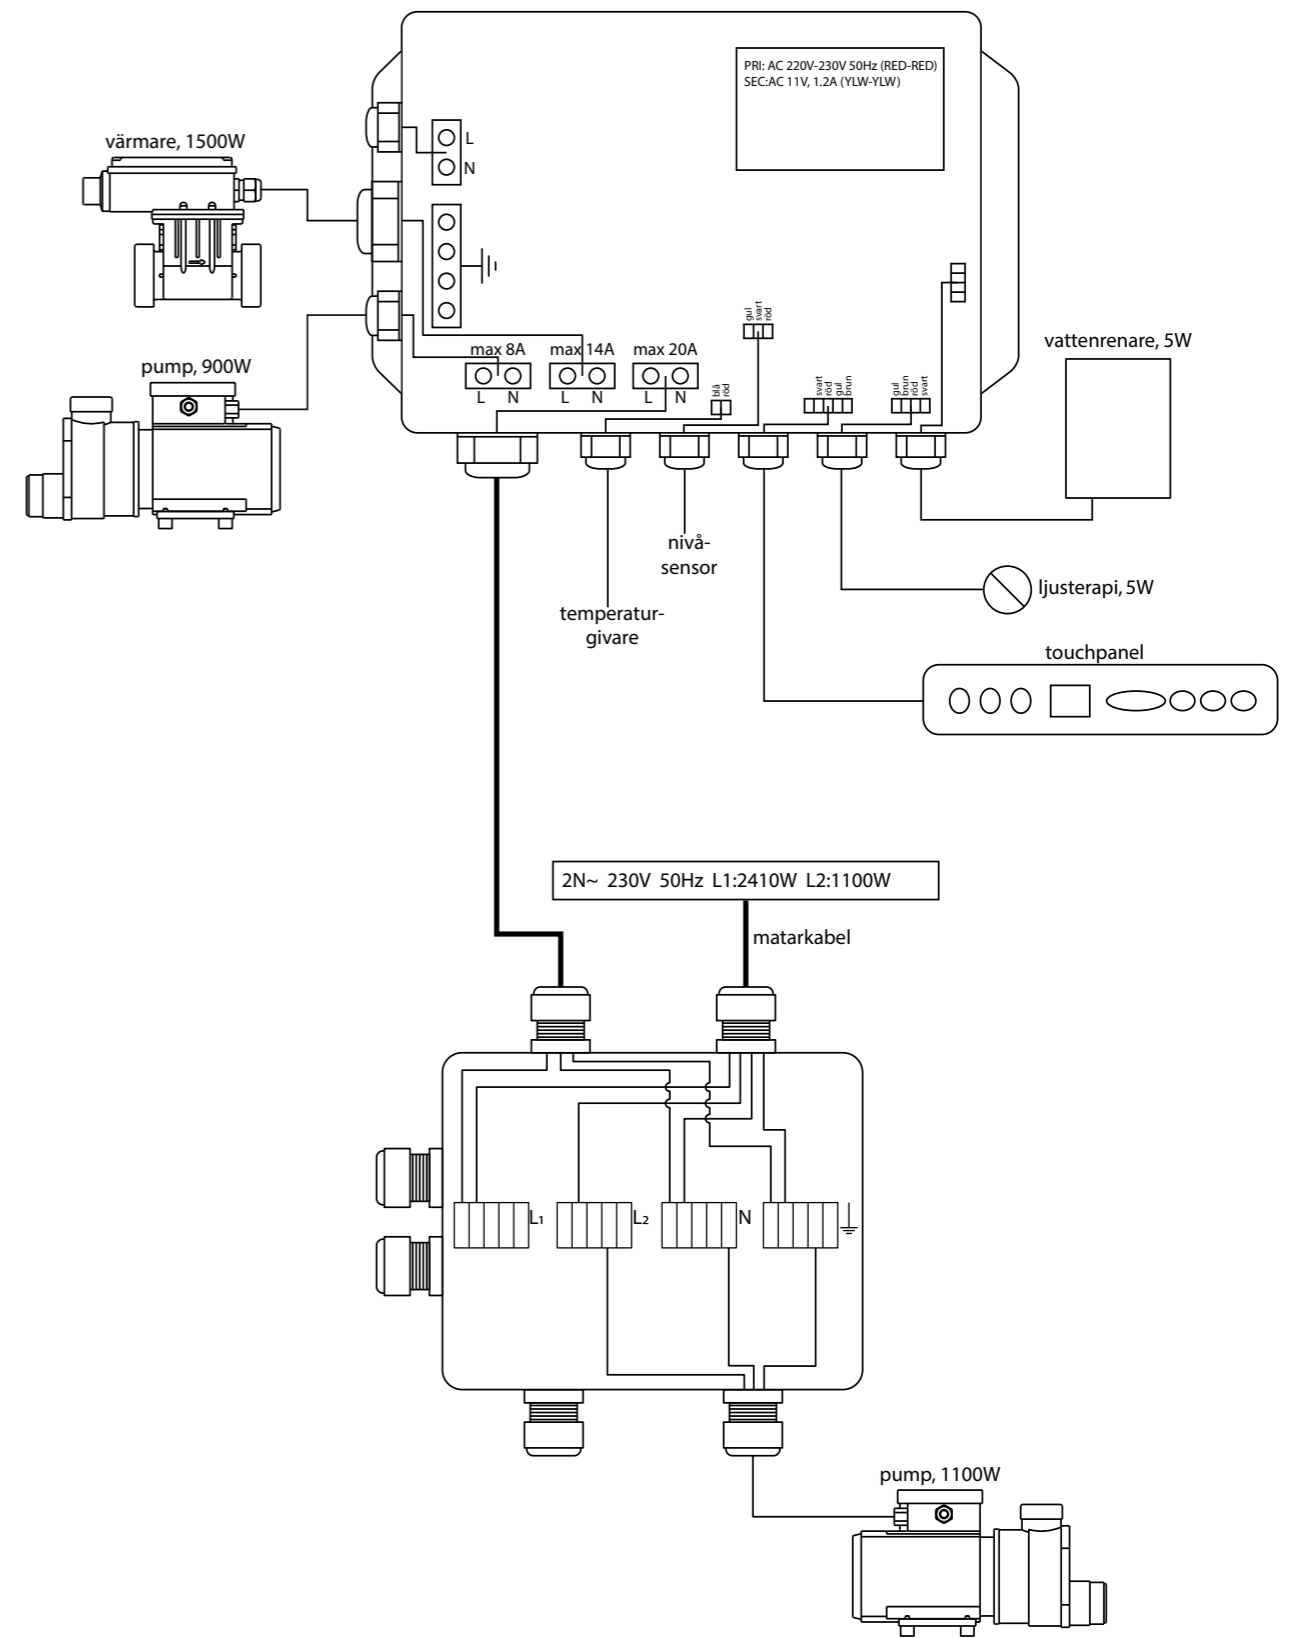 PRI: AC 220V-230V 50Hz (RED-RED)
SEC:AC 11V, 1.2A (YLW-YLW)
värmare, 1500W
L
N
pump, 900W
max 8A
max 14A
max 20A
L N
L N
L N
blå
röd
gul
svart
röd
svart
röd
gul
brun
gul
brun
röd
svart
vattenrenare, 5W
nivå-
sensor
temperatur-
givare
ljusterapi, 5W
touchpanel
2N~ 230V 50Hz L1:2410W L2:1100W
matarkabel
L1
L2
N
pump, 1100W